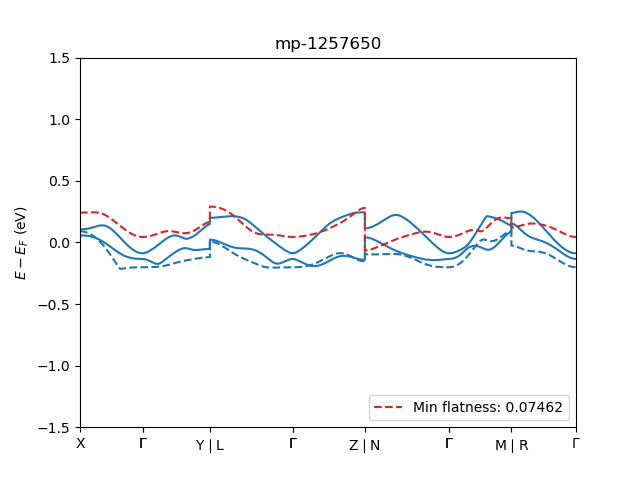 mp-1257650
1.5
1.0
0.5
0.0
−0.5
−1.0
−1.5
E − E_F (eV)
Min flatness: 0.07462
X Γ Y | L Γ Z | N Γ M | R Γ